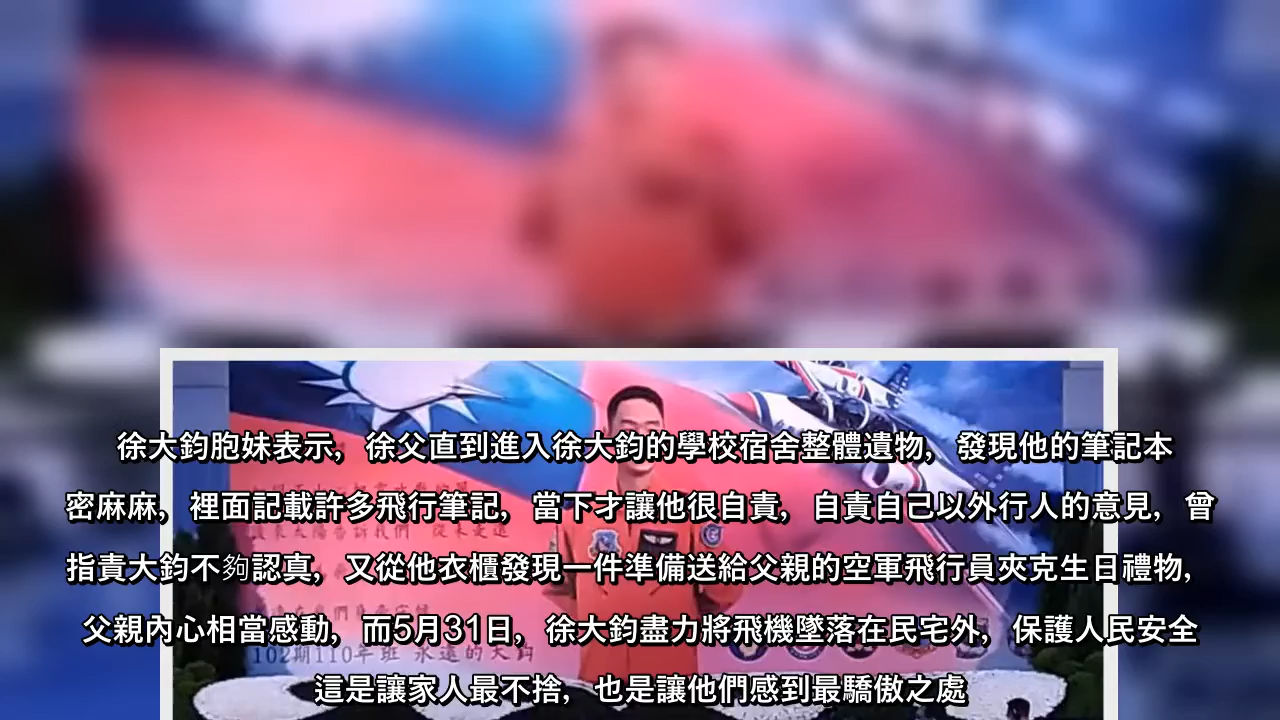 徐大鈞胞妹表示，徐父直到進入徐大鈞的學校宿舍整體遺物，發現他的筆記本
密麻麻，裡面記載許多飛行筆記，當下才讓他很自責，自責自己以外行人的意見，曾
指責大鈞不夠認真，又從他衣櫃發現一件準備送給父親的空軍飛行員夾克生日禮物，
父親內心相當感動，而5月31日，徐大鈞盡力將飛機墜落在民宅外，保護人民安全
102期110年班 永遠的大鈞
這是讓家人最不捨，也是讓他們感到最驕傲之處